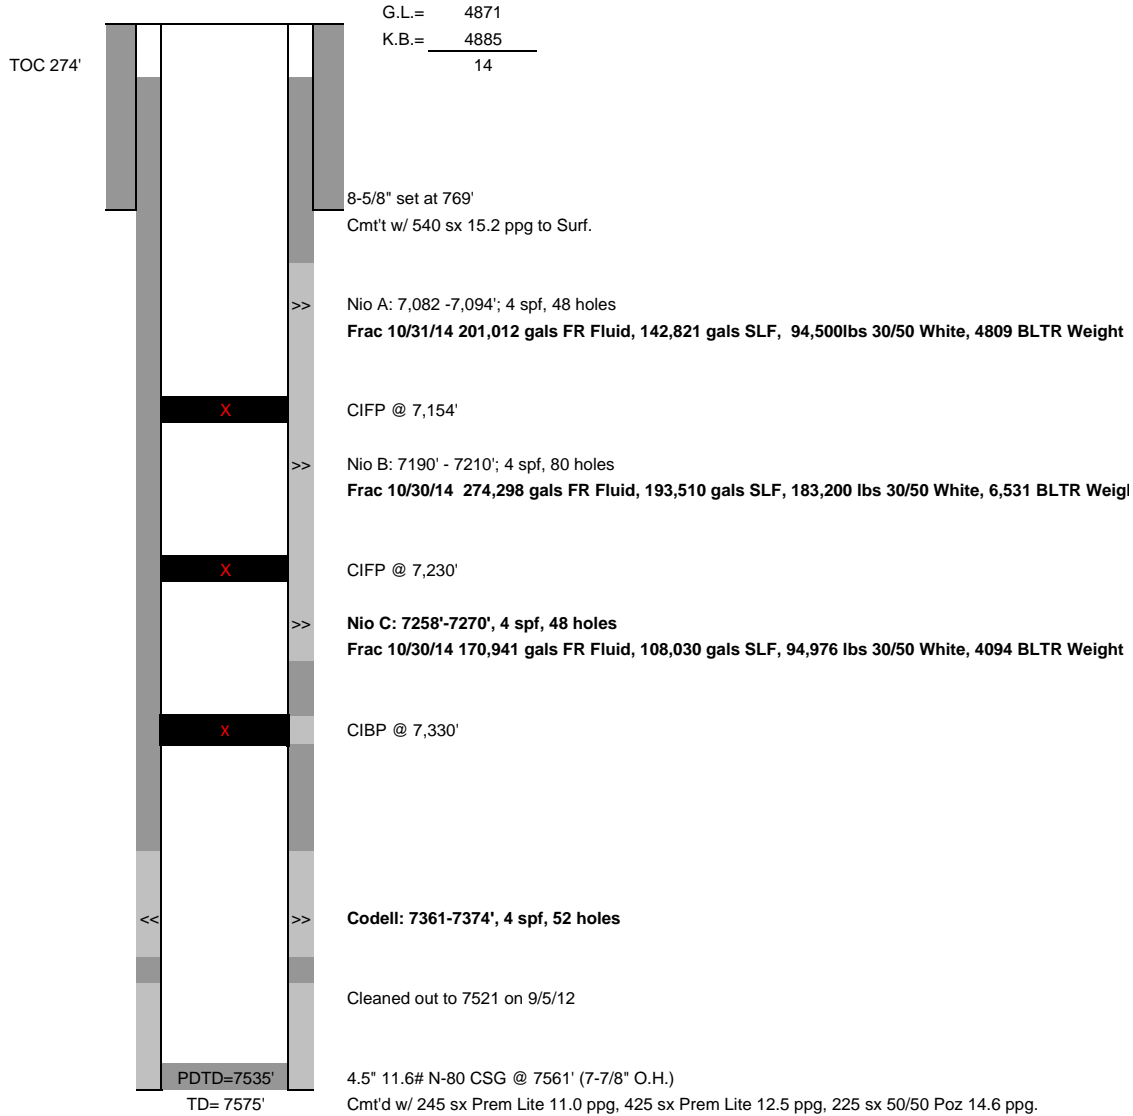 G.L.= 4871
K.B.= 4885
TOC 274' 14
8-5/8" set at 769'
Cmt't w/ 540 sx 15.2 ppg to Surf.
>> Nio A: 7,082 -7,094'; 4 spf, 48 holes
Frac 10/31/14 201,012 gals FR Fluid, 142,821 gals SLF, 94,500lbs 30/50 White, 4809 BLTR Weight
X CIFP @ 7,154'
>> Nio B: 7190' - 7210'; 4 spf, 80 holes
Frac 10/30/14 274,298 gals FR Fluid, 193,510 gals SLF, 183,200 lbs 30/50 White, 6,531 BLTR Weigh
X CIFP @ 7,230'
>> Nio C: 7258'-7270', 4 spf, 48 holes
Frac 10/30/14 170,941 gals FR Fluid, 108,030 gals SLF, 94,976 lbs 30/50 White, 4094 BLTR Weight
X CIBP @ 7,330'
<< >> Codell: 7361-7374', 4 spf, 52 holes
Cleaned out to 7521 on 9/5/12
PDTD=7535' 4.5" 11.6# N-80 CSG @ 7561' (7-7/8" O.H.)
TD= 7575' Cmt'd w/ 245 sx Prem Lite 11.0 ppg, 425 sx Prem Lite 12.5 ppg, 225 sx 50/50 Poz 14.6 ppg.